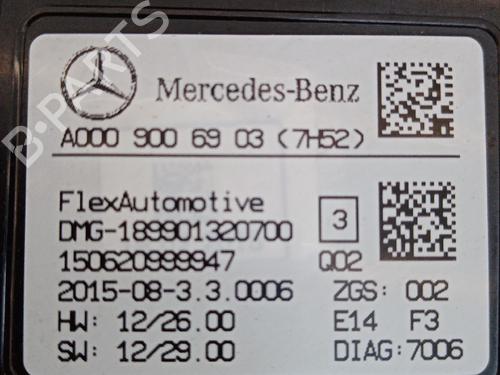 B-PARTS
Mercedes-Benz
A000 900 69 03 (7H52)
FlexAutomotive
3
DMG-189901320700
150620999947 Q02
2015-08-3.3.0006 ZGS: 002
HW: 12/26.00 E14 F3
SW: 12/29.00 DIAG:7006